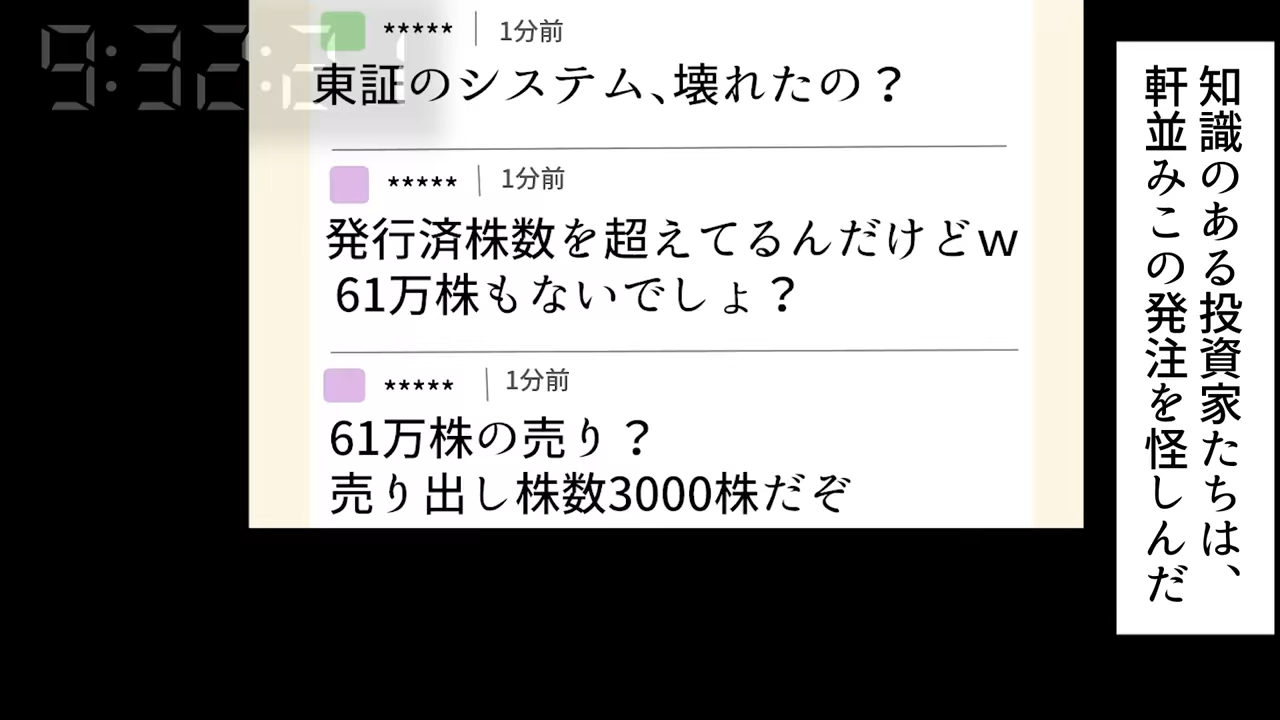 ***** 1分前
東証のシステム、壊れたの？
***** 1分前
発行済株数を超えてるんだけどｗ
61万株もないでしょ？
***** 1分前
61万株の売り？
売り出し株数3000株だぞ
知識のある投資家たちは、
軒並みこの発注を怪しんだ